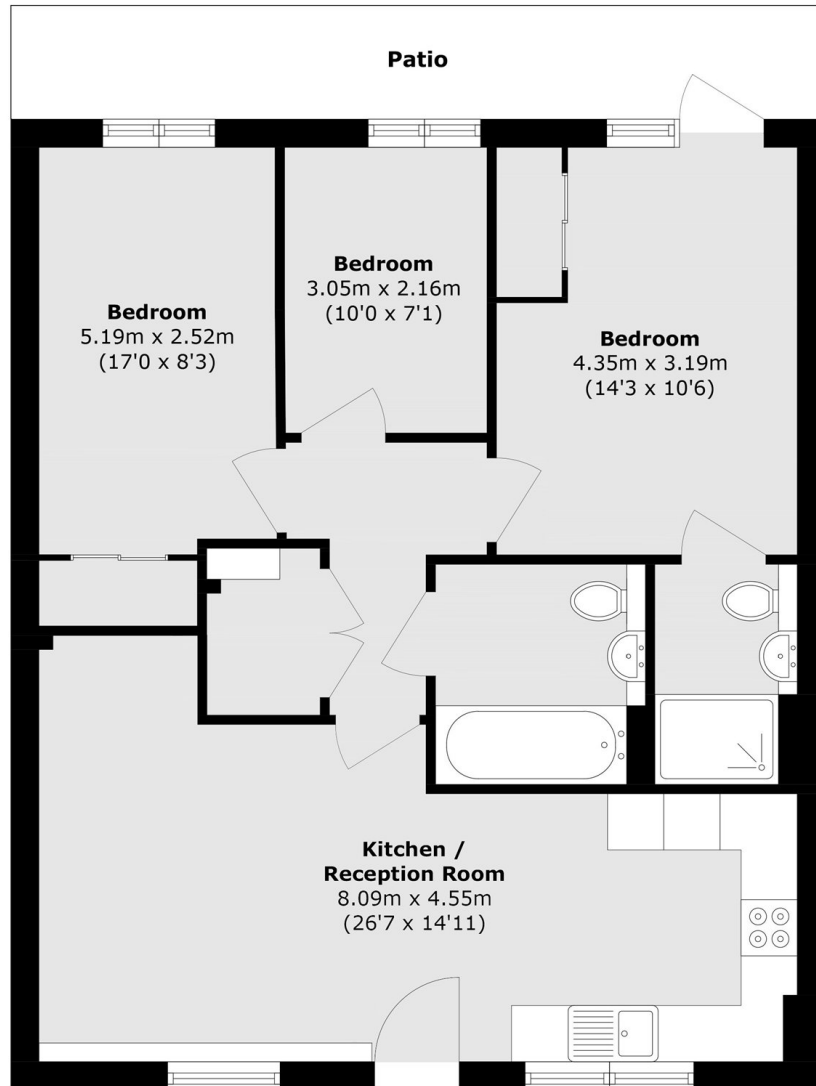 Patio
Bedroom
5.19m x 2.52m
(17'0 x 8'3)
Bedroom
3.05m x 2.16m
(10'0 x 7'1)
Bedroom
4.35m x 3.19m
(14'3 x 10'6)
Kitchen /
Reception Room
8.09m x 4.55m
(26'7 x 14'11)